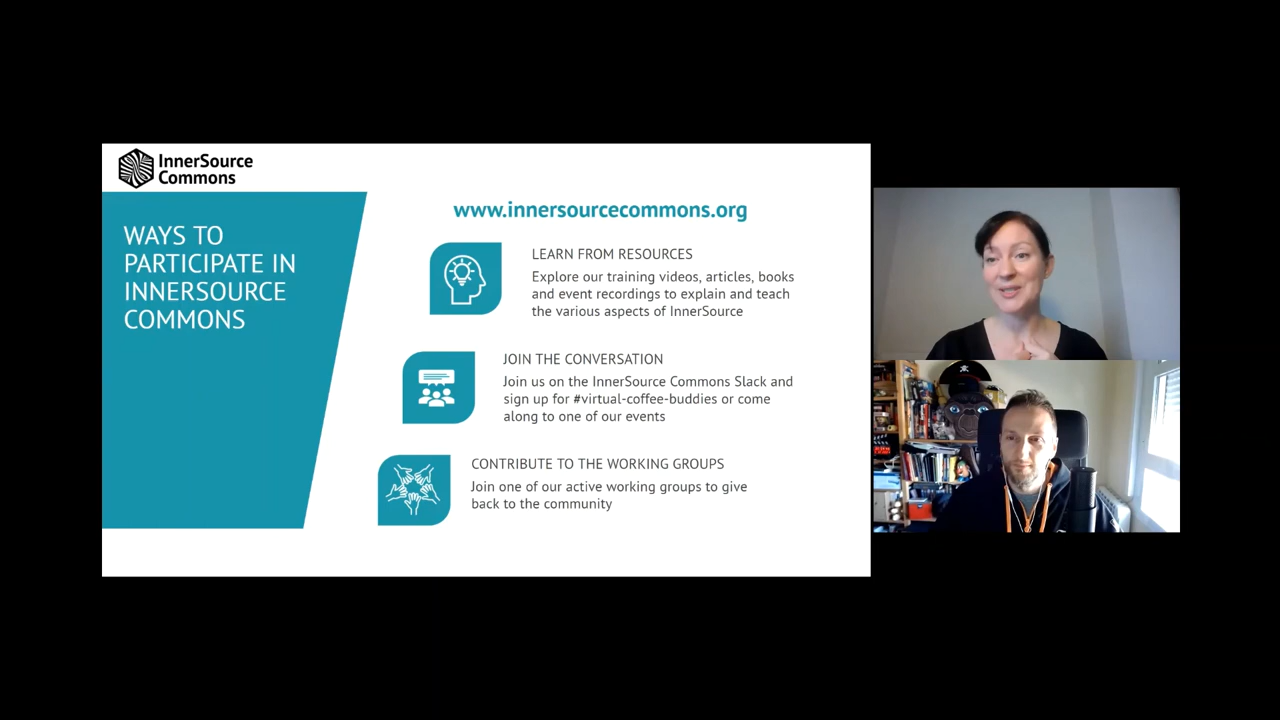 InnerSource
Commons
WAYS TO
PARTICIPATE IN
INNERSOURCE
COMMONS
www.innersourcecommons.org
LEARN FROM RESOURCES
Explore our training videos, articles, books
and event recordings to explain and teach
the various aspects of InnerSource
JOIN THE CONVERSATION
Join us on the InnerSource Commons Slack and
sign up for #virtual-coffee-buddies or come
along to one of our events
CONTRIBUTE TO THE WORKING GROUPS
Join one of our active working groups to give
back to the community